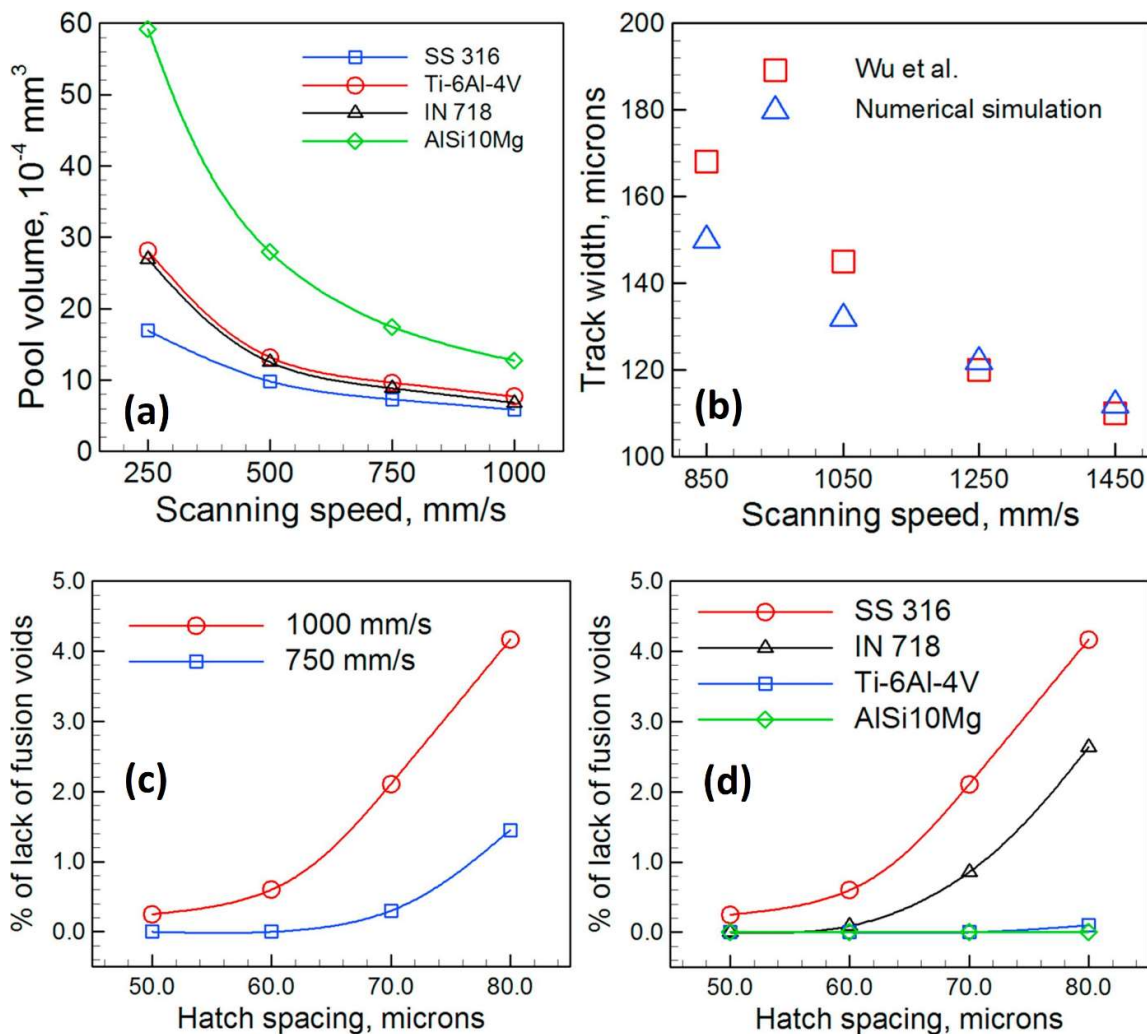 60
50
40
30
20
10
0
Pool volume, 10⁻⁴ mm³
SS 316
Ti-6Al-4V
IN 718
AlSi10Mg
(a)
250 500 750 1000
Scanning speed, mm/s
200
180
160
140
120
100
Track width, microns
Wu et al.
Numerical simulation
(b)
850 1050 1250 1450
Scanning speed, mm/s
5.0
4.0
3.0
2.0
1.0
0.0
% of lack of fusion voids
1000 mm/s
750 mm/s
(c)
50.0 60.0 70.0 80.0
Hatch spacing, microns
5.0
4.0
3.0
2.0
1.0
0.0
% of lack of fusion voids
SS 316
IN 718
Ti-6Al-4V
AlSi10Mg
(d)
50.0 60.0 70.0 80.0
Hatch spacing, microns